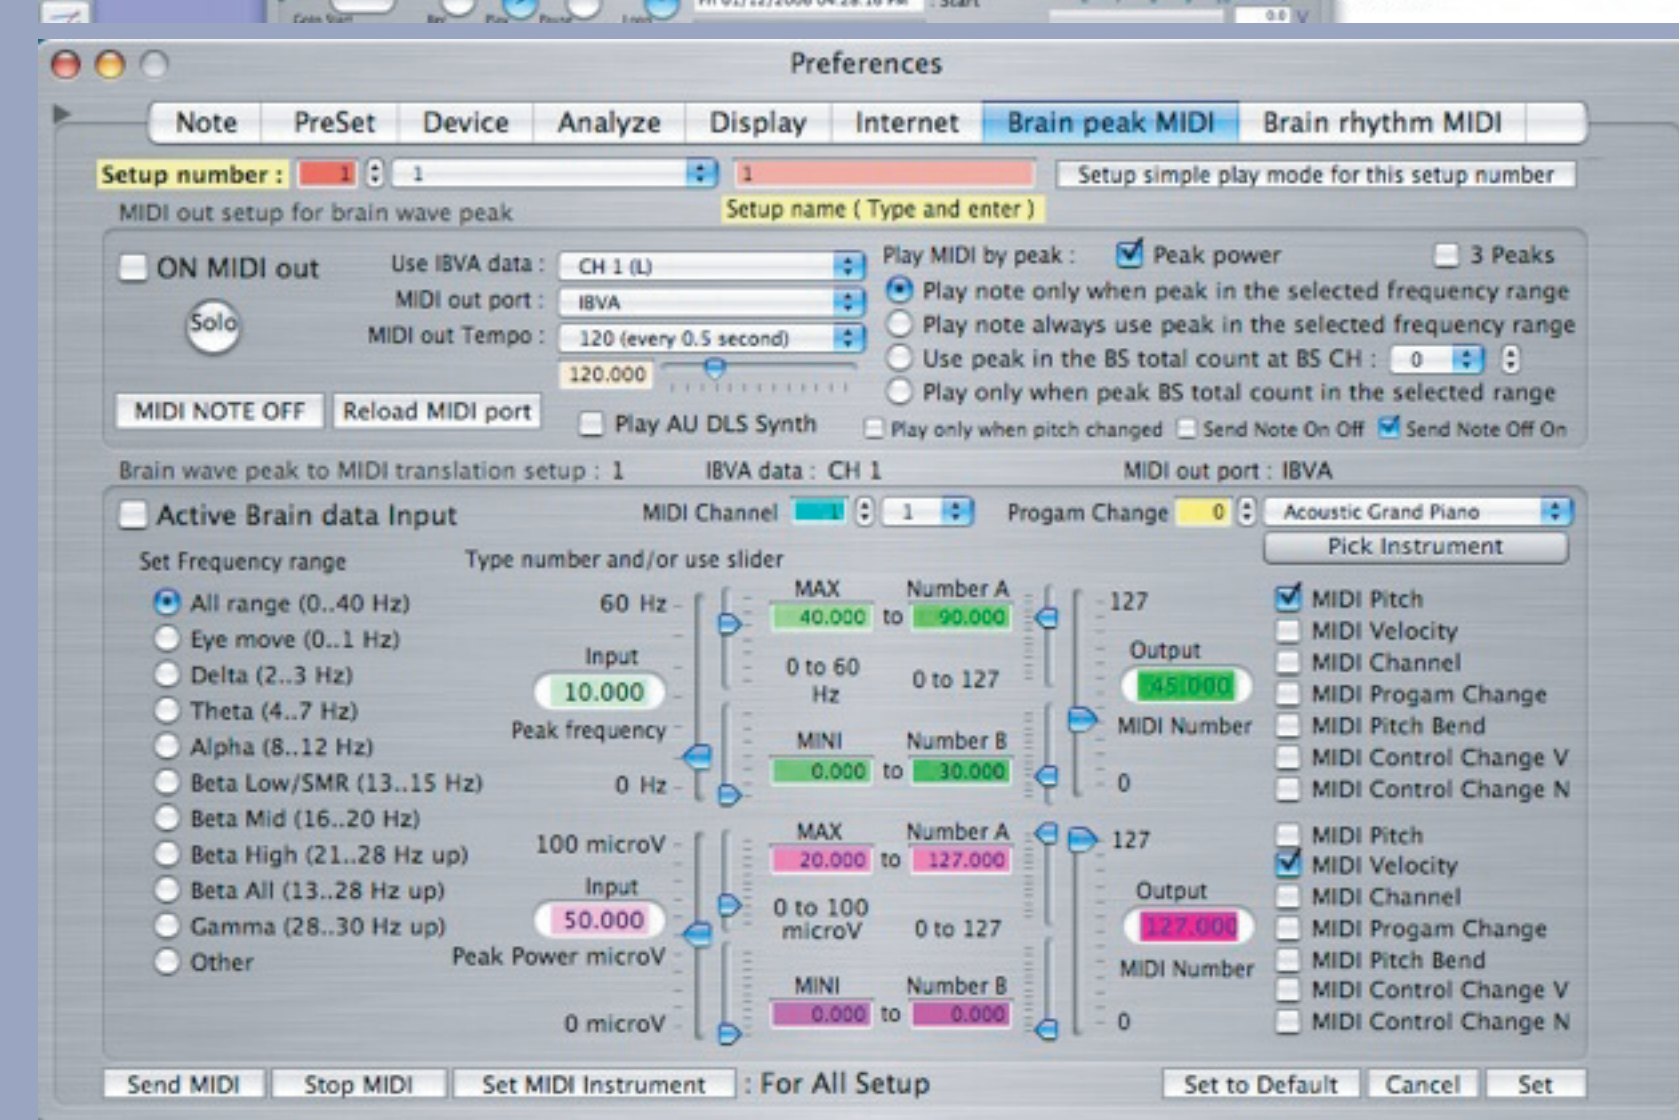 Goto Start Rec Play Pause Loop Fri 01/12/2006 04:28:16 PM : Start 0.0 V
Preferences
Note PreSet Device Analyze Display Internet Brain peak MIDI Brain rhythm MIDI
Setup number : 1 1 1 Setup simple play mode for this setup number
MIDI out setup for brain wave peak Setup name ( Type and enter )
ON MIDI out Use IBVA data : CH 1 (L) Play MIDI by peak : Peak power 3 Peaks
MIDI out port : IBVA Play note only when peak in the selected frequency range
Solo MIDI out Tempo : 120 (every 0.5 second) Play note always use peak in the selected frequency range
120.000 Use peak in the BS total count at BS CH : 0
MIDI NOTE OFF Reload MIDI port Play only when peak BS total count in the selected range
Play AU DLS Synth Play only when pitch changed Send Note On Off Send Note Off On
Brain wave peak to MIDI translation setup : 1 IBVA data : CH 1 MIDI out port : IBVA
Active Brain data Input MIDI Channel 1 1 Progam Change 0 Acoustic Grand Piano
Pick Instrument
Set Frequency range Type number and/or use slider
All range (0..40 Hz) 60 Hz MAX Number A 127 MIDI Pitch
40.000 to 90.000
Eye move (0..1 Hz) MIDI Velocity
Delta (2..3 Hz) Input 0 to 60 Hz 0 to 127 Output MIDI Channel
10.000 45.000 MIDI Progam Change
Theta (4..7 Hz) Peak frequency MIDI Number MIDI Pitch Bend
Alpha (8..12 Hz) MINI Number B MIDI Control Change V
Beta Low/SMR (13..15 Hz) 0 Hz 0.000 to 30.000 0 MIDI Control Change N
Beta Mid (16..20 Hz)
Beta High (21..28 Hz up) 100 microV MAX Number A 127 MIDI Pitch
20.000 to 127.000 MIDI Velocity
Beta All (13..28 Hz up) Input 0 to 100 microV 0 to 127 Output MIDI Channel
Gamma (28..30 Hz up) 50.000 127.000 MIDI Progam Change
Other Peak Power microV MIDI Number MIDI Pitch Bend
MINI Number B MIDI Control Change V
0 microV 0.000 to 0.000 0 MIDI Control Change N
Send MIDI Stop MIDI Set MIDI Instrument : For All Setup Set to Default Cancel Set